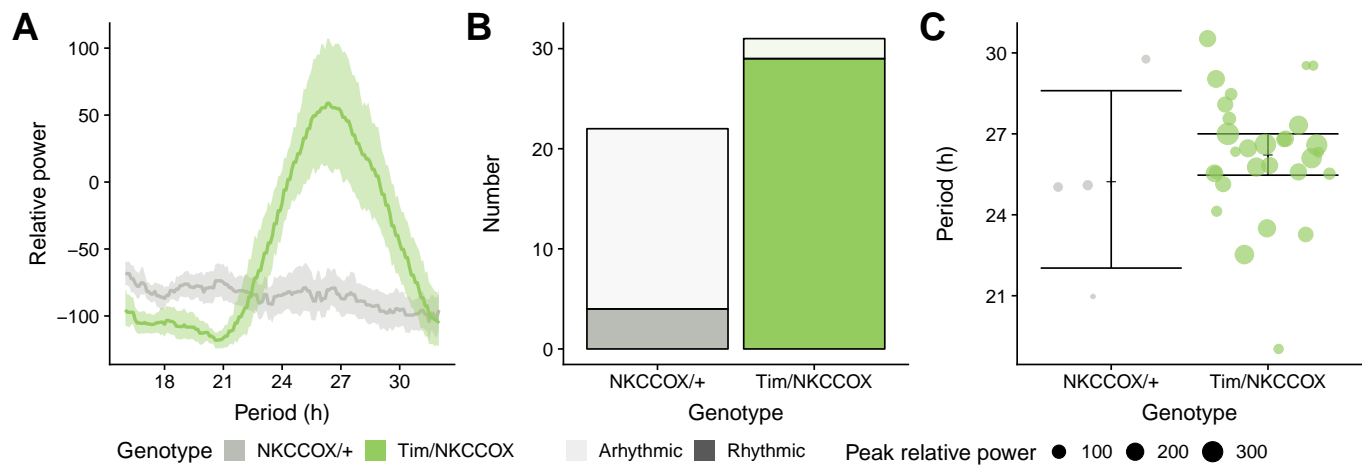 A
B
C
Relative power
100
50
0
−50
−100
18
21
24
27
30
Period (h)
Number
30
20
10
0
NKCCOX/+
Tim/NKCCOX
Genotype
Period (h)
30
27
24
21
NKCCOX/+
Tim/NKCCOX
Genotype
Genotype NKCCOX/+ Tim/NKCCOX Arhythmic Rhythmic Peak relative power 100 200 300